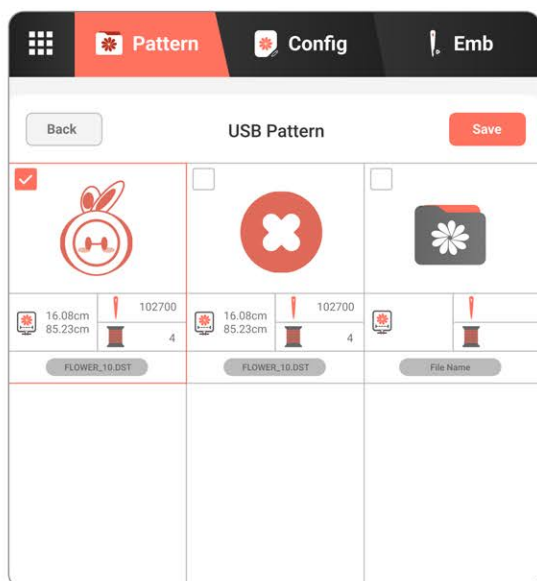 Pattern
Config
Emb
Back
USB Pattern
Save
16.08cm
85.23cm
102700
4
FLOWER_10.DST
16.08cm
85.23cm
102700
4
FLOWER_10.DST
File Name